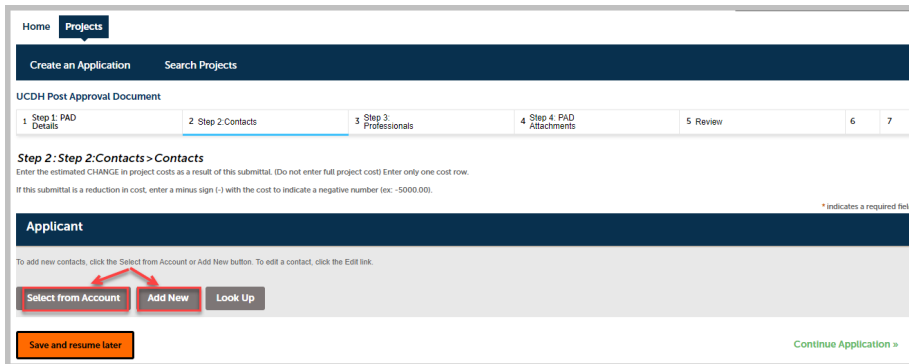 Home Projects
Create an Application Search Projects
UCDH Post Approval Document
1 Step 1: PAD Details 2 Step 2:Contacts 3 Step 3: Professionals 4 Step 4: PAD Attachments 5 Review 6 7
Step 2: Step 2:Contacts > Contacts
Enter the estimated CHANGE in project costs as a result of this submittal. (Do not enter full project cost) Enter only one cost row.
If this submittal is a reduction in cost, enter a minus sign (-) with the cost to indicate a negative number (ex: -5000.00).
* indicates a required fiel
Applicant
To add new contacts, click the Select from Account or Add New button. To edit a contact, click the Edit link.
Select from Account Add New Look Up
Save and resume later Continue Application »